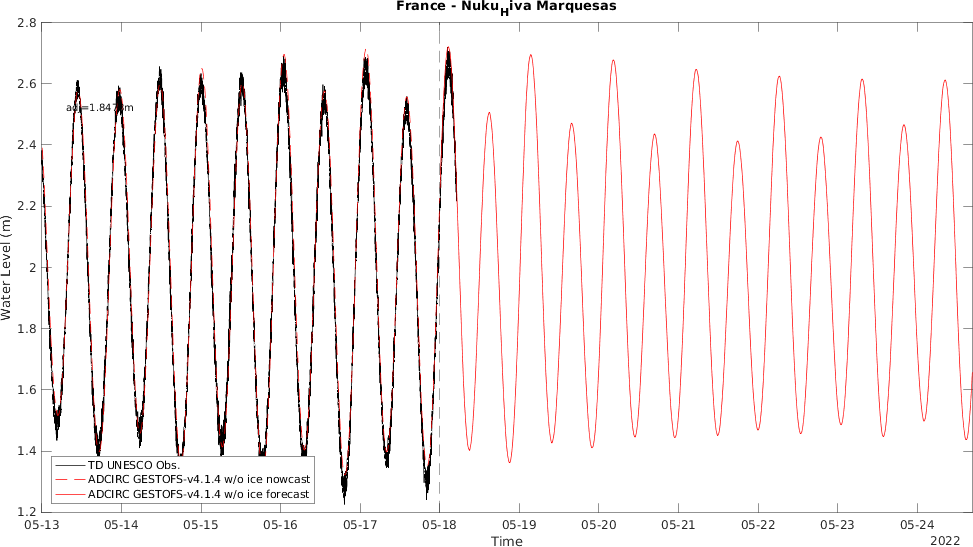 France - Nuku Hiva Marquesas
2.8
2.6
2.4
2.2
2
1.8
1.6
1.4
1.2
Water Level (m)
TD UNESCO Obs.
ADCIRC GESTOFS-v4.1.4 w/o ice nowcast
ADCIRC GESTOFS-v4.1.4 w/o ice forecast
05-13 05-14 05-15 05-16 05-17 05-18 05-19 05-20 05-21 05-22 05-23 05-24
Time
2022